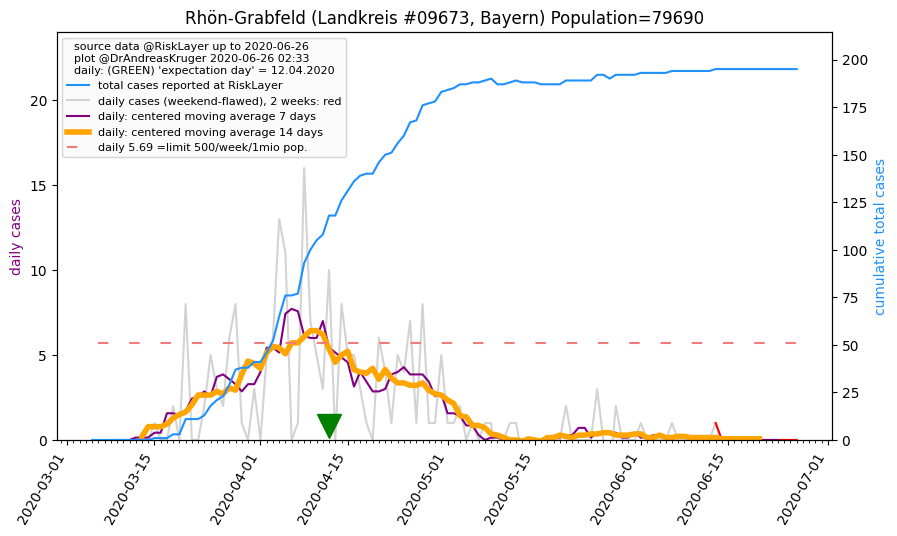 Rhön-Grabfeld (Landkreis #09673, Bayern) Population=79690
source data @RiskLayer up to 2020-06-26
plot @DrAndreasKruger 2020-06-26 02:33
daily: (GREEN) 'expectation day' = 12.04.2020
total cases reported at RiskLayer
daily cases (weekend-flawed), 2 weeks: red
daily: centered moving average 7 days
daily: centered moving average 14 days
daily 5.69 =limit 500/week/1mio pop.
daily cases
20
15
10
5
0
200
175
150
125
100
75
50
25
0
cumulative total cases
2020-03-01
2020-03-15
2020-04-01
2020-04-15
2020-05-01
2020-05-15
2020-06-01
2020-06-15
2020-07-01